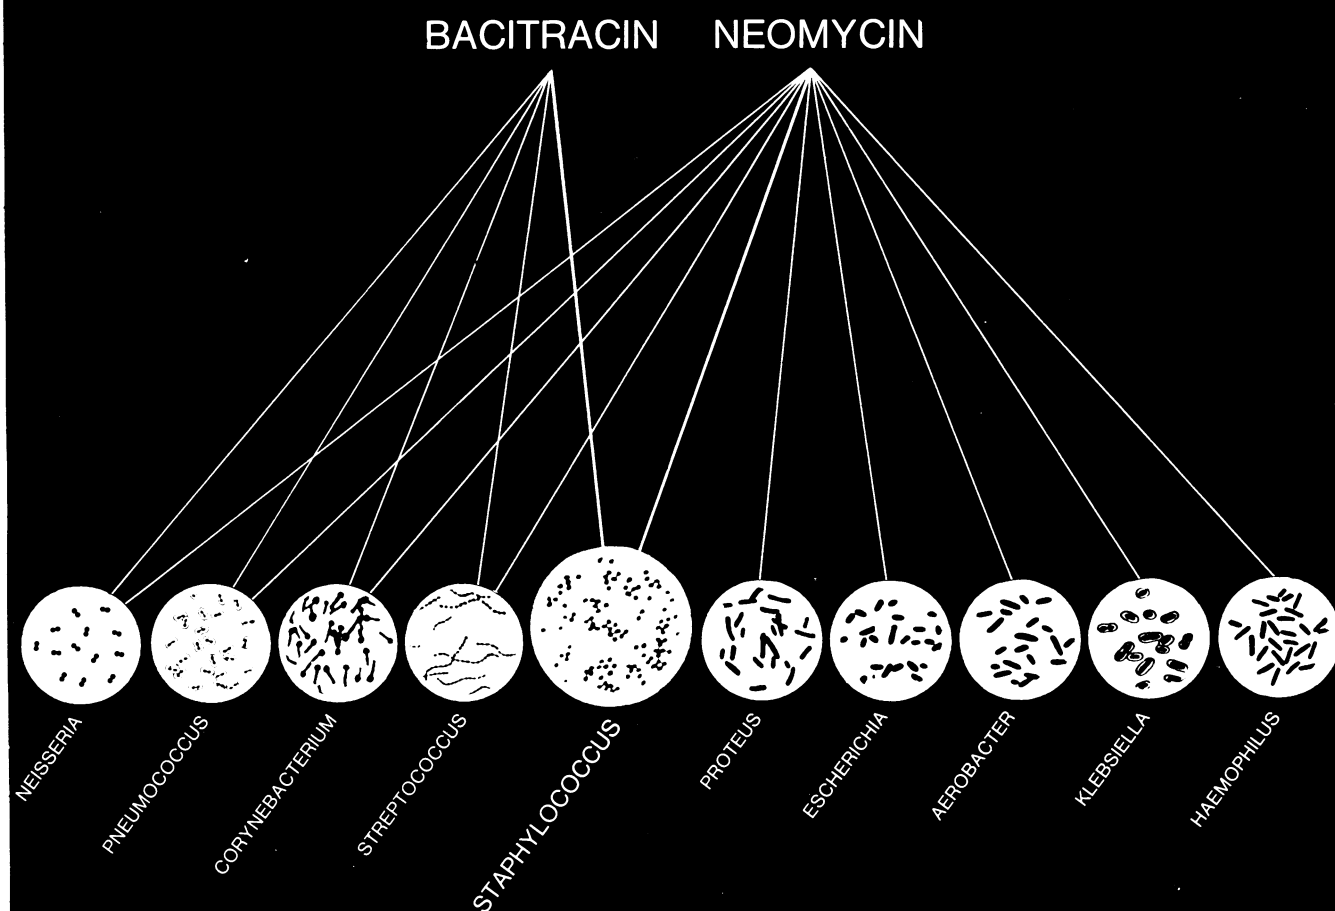 BACITRACIN NEOMYCIN
NEISSERIA
PNEUMOCOCCUS
CORYNEBACTERIUM
STREPTOCOCCUS
STAPHYLOCOCCUS
PROTEUS
ESCHERICHIA
AEROBACTER
KLEBSIELLA
HAEMOPHILUS